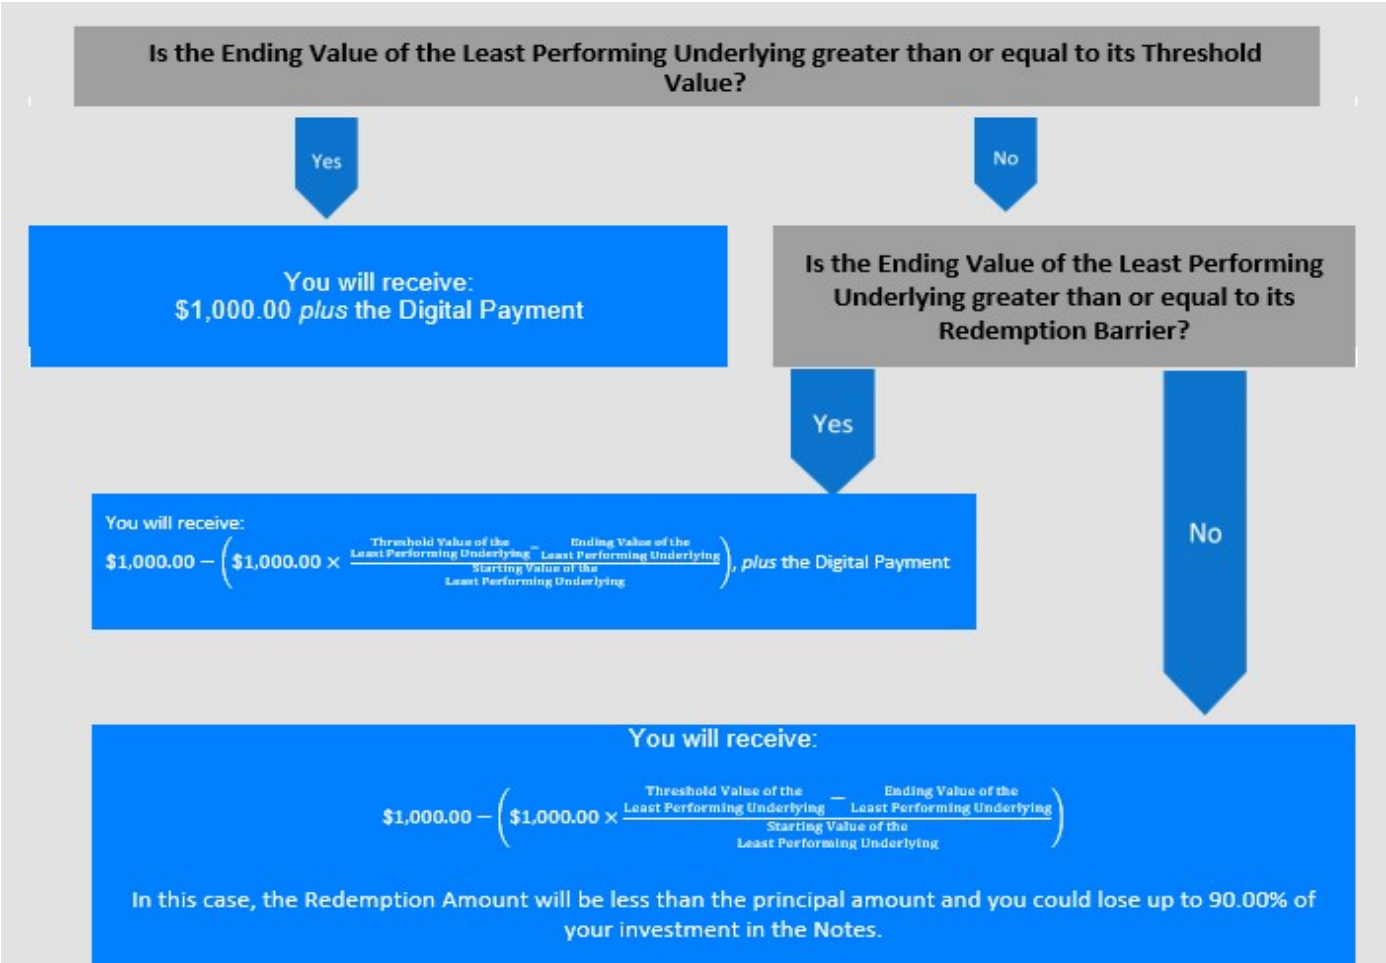 Is the Ending Value of the Least Performing Underlying greater than or equal to its Threshold
Value?
Yes
No
You will receive:
$1,000.00 plus the Digital Payment
Is the Ending Value of the Least Performing
Underlying greater than or equal to its
Redemption Barrier?
Yes
No
You will receive:
$1,000.00 − ($1,000.00 × (Threshold Value of the Least Performing Underlying − Ending Value of the Least Performing Underlying) / Starting Value of the Least Performing Underlying), plus the Digital Payment
You will receive:
$1,000.00 − ($1,000.00 × (Threshold Value of the Least Performing Underlying − Ending Value of the Least Performing Underlying) / Starting Value of the Least Performing Underlying)
In this case, the Redemption Amount will be less than the principal amount and you could lose up to 90.00% of
your investment in the Notes.